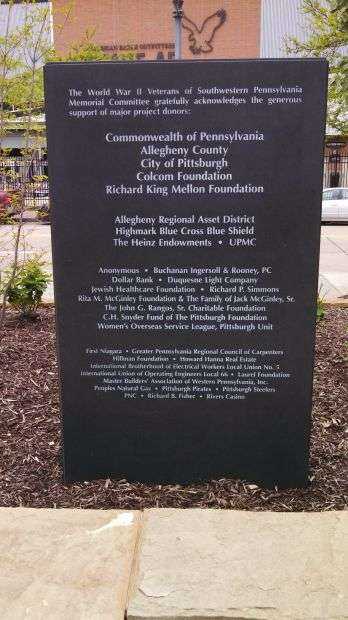 AMERICAN EAGLE OUTFITTERS
The World War II Veterans of Southwestern Pennsylvania
Memorial Committee gratefully acknowledges the generous
support of major project donors:
Commonwealth of Pennsylvania
Allegheny County
City of Pittsburgh
Colcom Foundation
Richard King Mellon Foundation
Allegheny Regional Asset District
Highmark Blue Cross Blue Shield
The Heinz Endowments • UPMC
Anonymous • Buchanan Ingersoll & Rooney, PC
Dollar Bank • Duquesne Light Company
Jewish Healthcare Foundation • Richard P. Simmons
Rita M. McGinley Foundation & The Family of Jack McGinley, Sr.
The John G. Rangos, Sr. Charitable Foundation
C.H. Snyder Fund of The Pittsburgh Foundation
Women's Overseas Service League, Pittsburgh Unit
First Niagara • Greater Pennsylvania Regional Council of Carpenters
Hillman Foundation • Howard Hanna Real Estate
International Brotherhood of Electrical Workers Local Union No. 5
International Union of Operating Engineers Local 66 • Laurel Foundation
Master Builders' Association of Western Pennsylvania, Inc.
Peoples Natural Gas • Pittsburgh Pirates • Pittsburgh Steelers
PNC • Richard B. Fisher • Rivers Casino